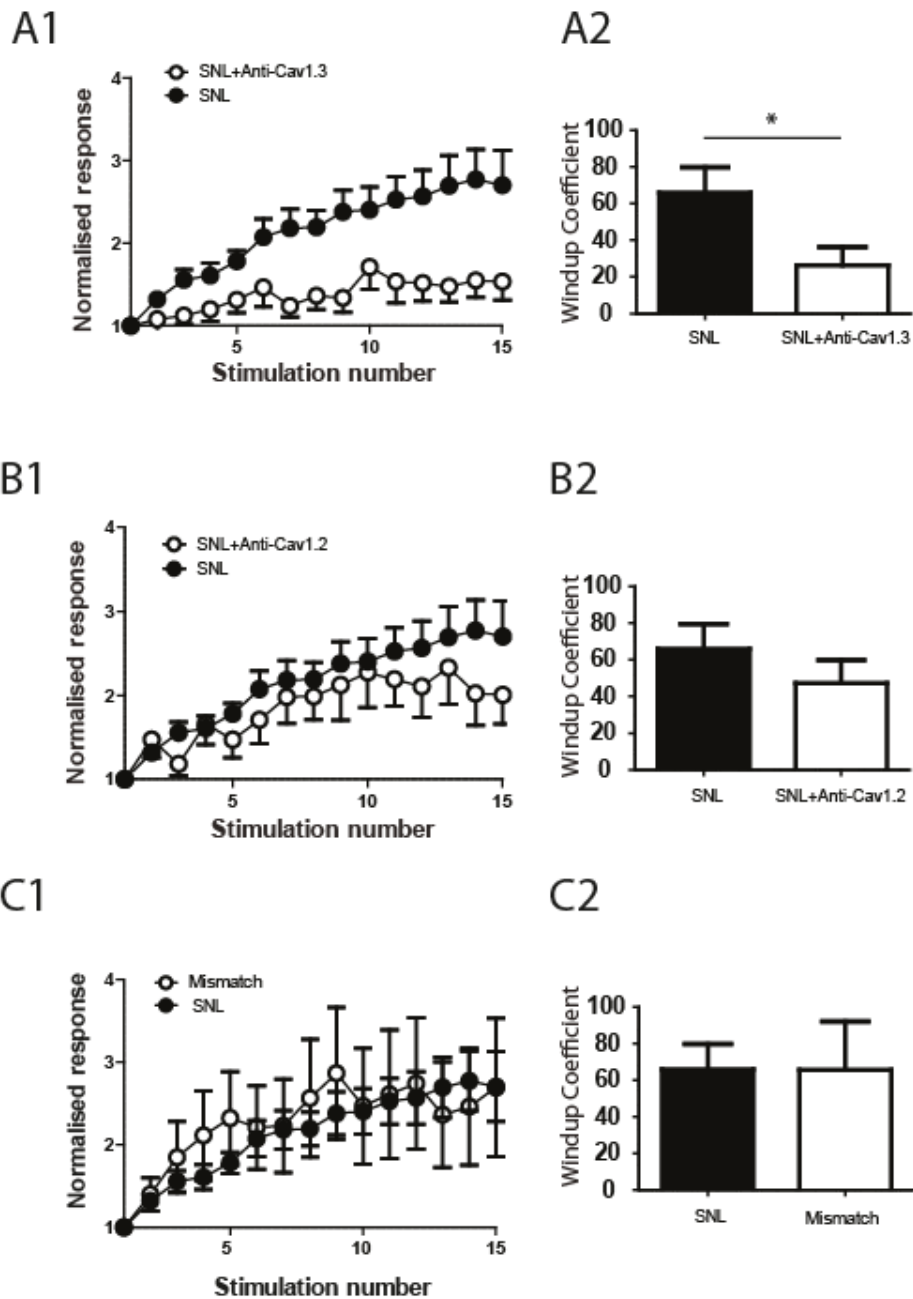 A1
A2
SNL+Anti-Cav1.3
SNL
Normalised response
4
3
2
1
5
10
15
Stimulation number
*
Windup Coefficient
100
80
60
40
20
0
SNL
SNL+Anti-Cav1.3
B1
B2
SNL+Anti-Cav1.2
SNL
Normalised response
4
3
2
1
5
10
15
Stimulation number
Windup Coefficient
100
80
60
40
20
0
SNL
SNL+Anti-Cav1.2
C1
C2
Mismatch
SNL
Normalised response
4
3
2
1
5
10
15
Stimulation number
Windup Coefficient
100
80
60
40
20
0
SNL
Mismatch